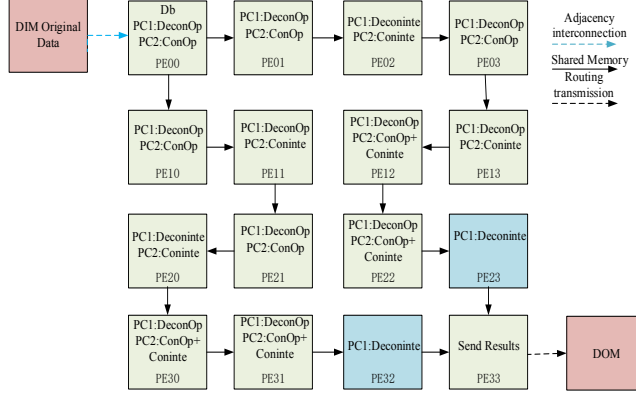 DIM Original
Data
Db
PC1:DeconOp
PC2:ConOp
PE00
PC1:DeconOp
PC2:ConOp
PE01
PC1:Deconinte
PC2:Coninte
PE02
PC1:DeconOp
PC2:ConOp
PE03
Adjacency
interconnection
Shared Memory
Routing
transmission
PC1:DeconOp
PC2:ConOp
PE10
PC1:DeconOp
PC2:Coninte
PE11
PC1:DeconOp
PC2:ConOp+
Coninte
PE12
PC1:DeconOp
PC2:Coninte
PE13
PC1:Deconinte
PC2:Coninte
PE20
PC1:DeconOp
PC2:ConOp
PE21
PC1:DeconOp
PC2:ConOp+
Coninte
PE22
PC1:Deconinte
PE23
PC1:DeconOp
PC2:ConOp+
Coninte
PE30
PC1:DeconOp
PC2:ConOp+
Coninte
PE31
PC1:Deconinte
PE32
Send Results
PE33
DOM